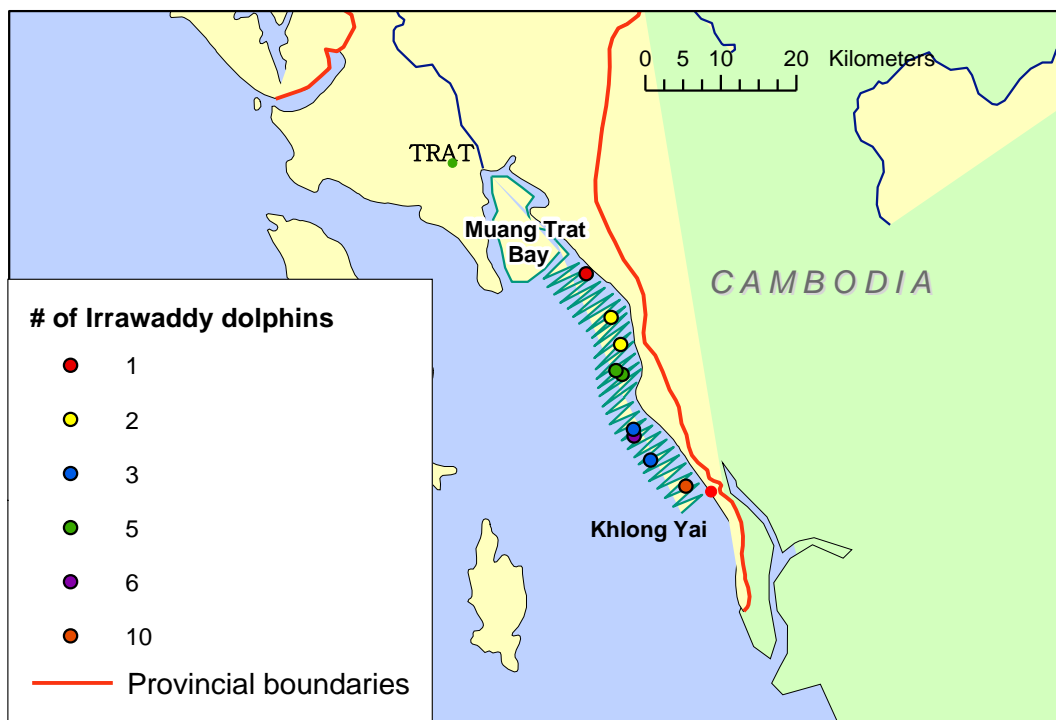 0 5 10 20 Kilometers
TRAT
Muang Trat
Bay
CAMBODIA
# of Irrawaddy dolphins
1
2
3
5
6
10
Provincial boundaries
Khlong Yai